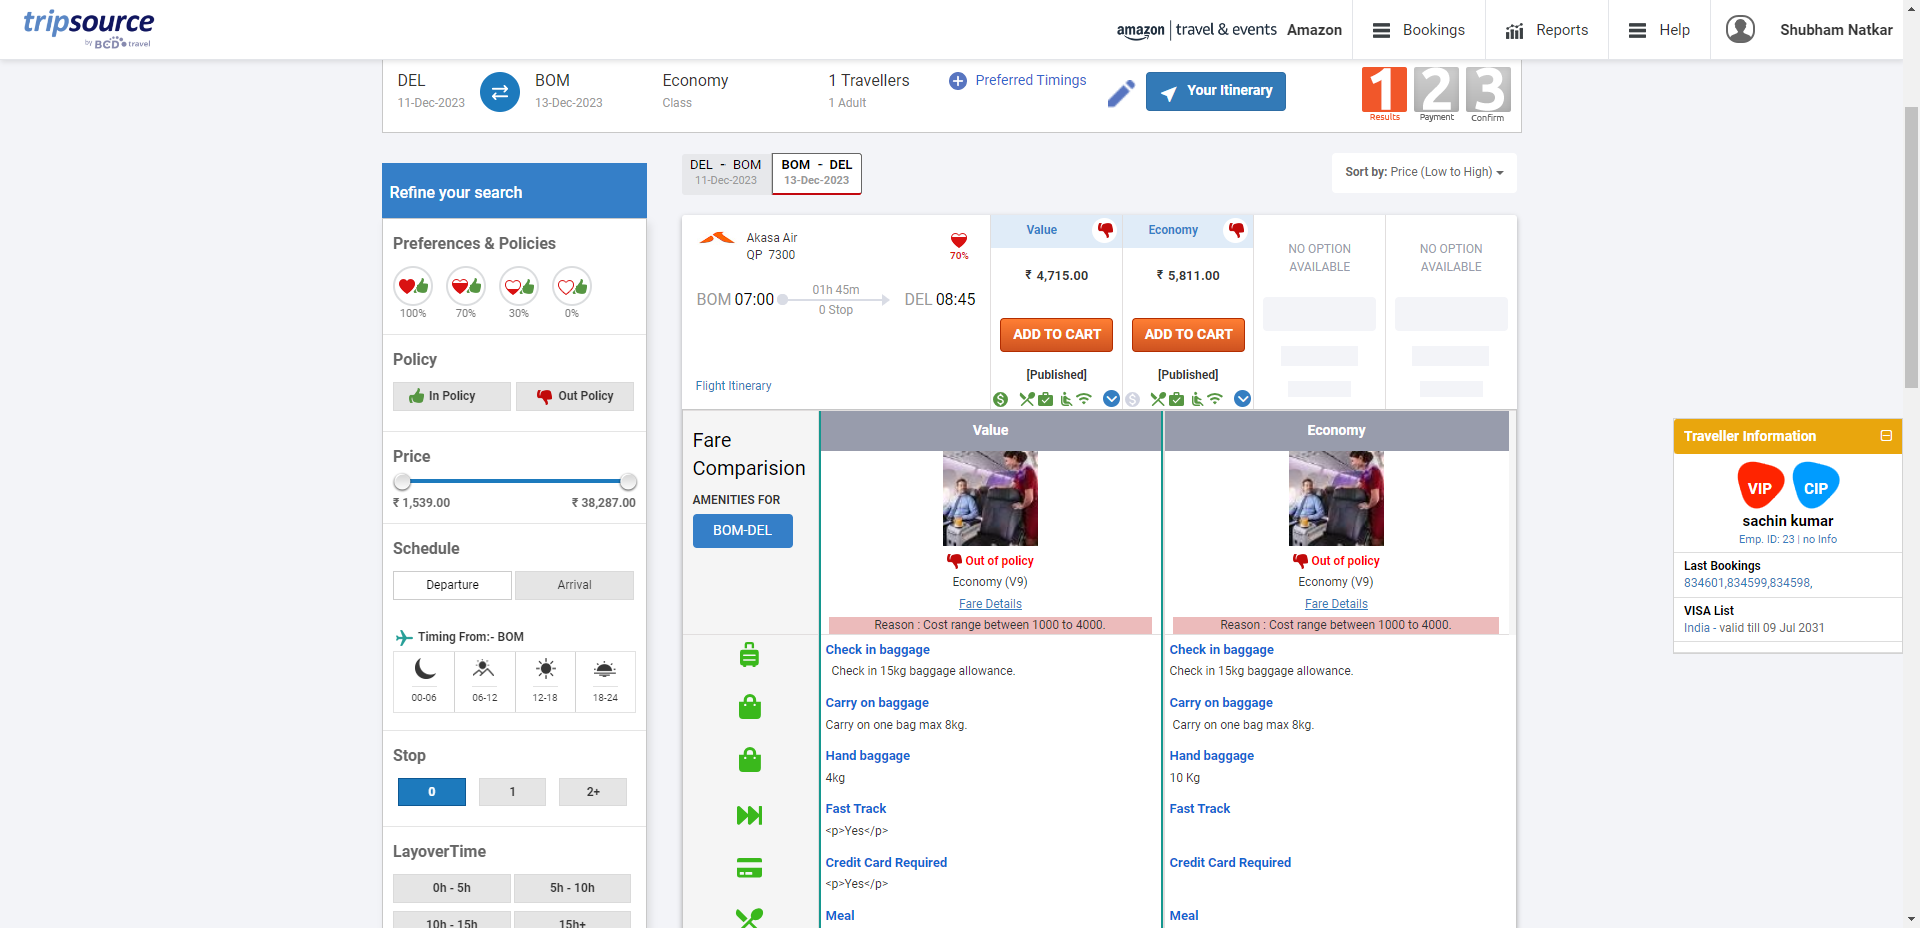 tripsource
by BCD travel
amazon | travel & events Amazon
Bookings
Reports
Help
Shubham Natkar
DEL
11-Dec-2023
BOM
13-Dec-2023
Economy
Class
1 Travellers
1 Adult
Preferred Timings
Your Itinerary
1
Results
2
Payment
3
Confirm
Refine your search
Preferences & Policies
100%
70%
30%
0%
Policy
In Policy
Out Policy
Price
₹ 1,539.00
₹ 38,287.00
Schedule
Departure
Arrival
Timing From:- BOM
00-06
06-12
12-18
18-24
Stop
0
1
2+
LayoverTime
0h - 5h
5h - 10h
10h - 15h
15h+
DEL - BOM
11-Dec-2023
BOM - DEL
13-Dec-2023
Sort by: Price (Low to High)
Akasa Air
QP 7300
70%
BOM 07:00
01h 45m
0 Stop
DEL 08:45
Flight Itinerary
Value
₹ 4,715.00
ADD TO CART
[Published]
Economy
₹ 5,811.00
ADD TO CART
[Published]
NO OPTION
AVAILABLE
NO OPTION
AVAILABLE
Fare
Comparision
AMENITIES FOR
BOM-DEL
Value
Out of policy
Economy (V9)
Fare Details
Reason : Cost range between 1000 to 4000.
Check in baggage
Check in 15kg baggage allowance.
Carry on baggage
Carry on one bag max 8kg.
Hand baggage
4kg
Fast Track
<p>Yes</p>
Credit Card Required
<p>Yes</p>
Meal
Economy
Out of policy
Economy (V9)
Fare Details
Reason : Cost range between 1000 to 4000.
Check in baggage
Check in 15kg baggage allowance.
Carry on baggage
Carry on one bag max 8kg.
Hand baggage
10 Kg
Fast Track
Credit Card Required
Meal
Traveller Information
VIP
CIP
sachin kumar
Emp. ID: 23 | no Info
Last Bookings
834601,834599,834598,
VISA List
India - valid till 09 Jul 2031